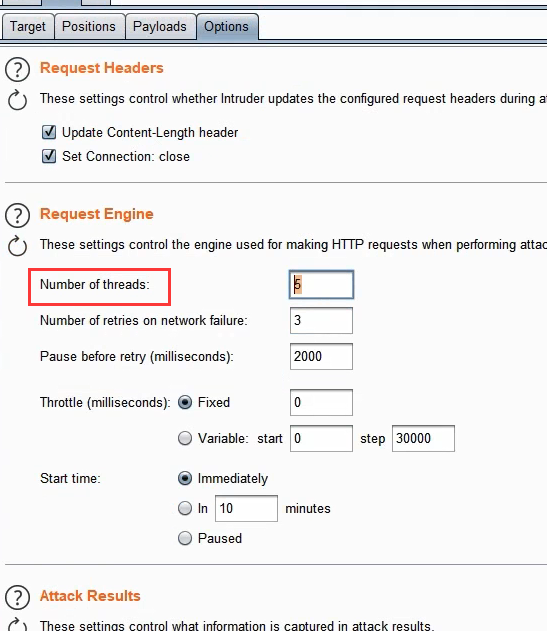 Target Positions Payloads Options
? Request Headers
These settings control whether Intruder updates the configured request headers during
Update Content-Length header
Set Connection: close
? Request Engine
These settings control the engine used for making HTTP requests when performing
Number of threads: 5
Number of retries on network failure: 3
Pause before retry (milliseconds): 2000
Throttle (milliseconds): Fixed 0
Variable: start 0 step 30000
Start time: Immediately
In 10 minutes
Paused
? Attack Results
These settings control what information is captured in attack results.